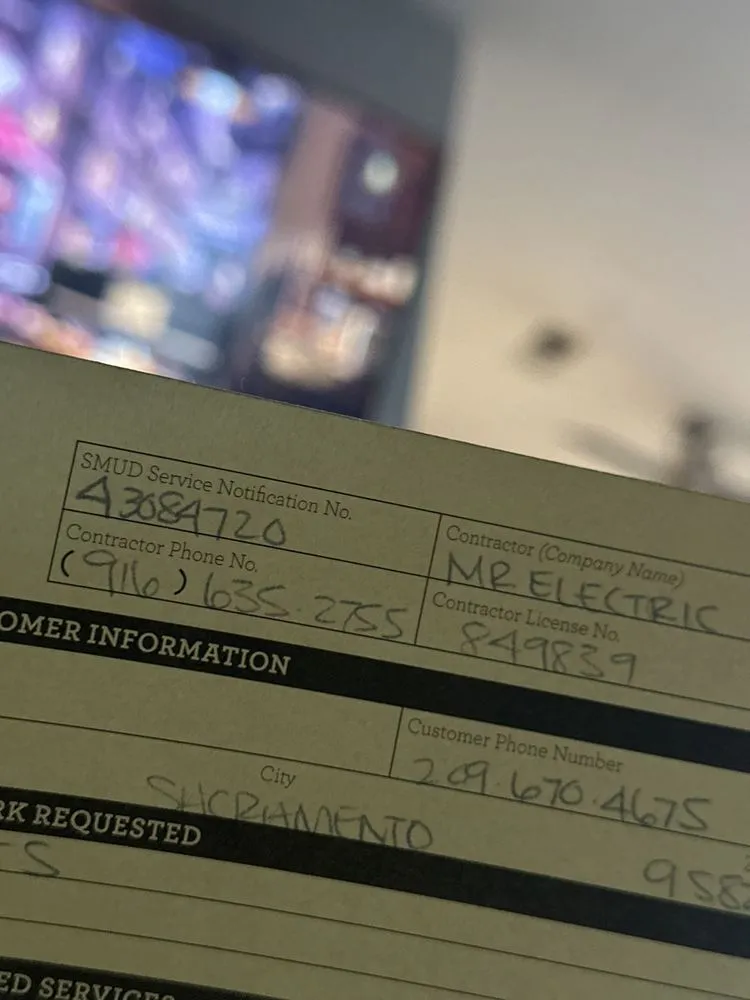 SMUD Service Notification No.
43084720
Contractor (Company Name)
MR ELECTRIC
Contractor Phone No.
(916) 635.2755
Contractor License No.
849839
OMER INFORMATION
Customer Phone Number
209.670.4675
City
SACRAMENTO
958
RK REQUESTED
S
ED SERVICES